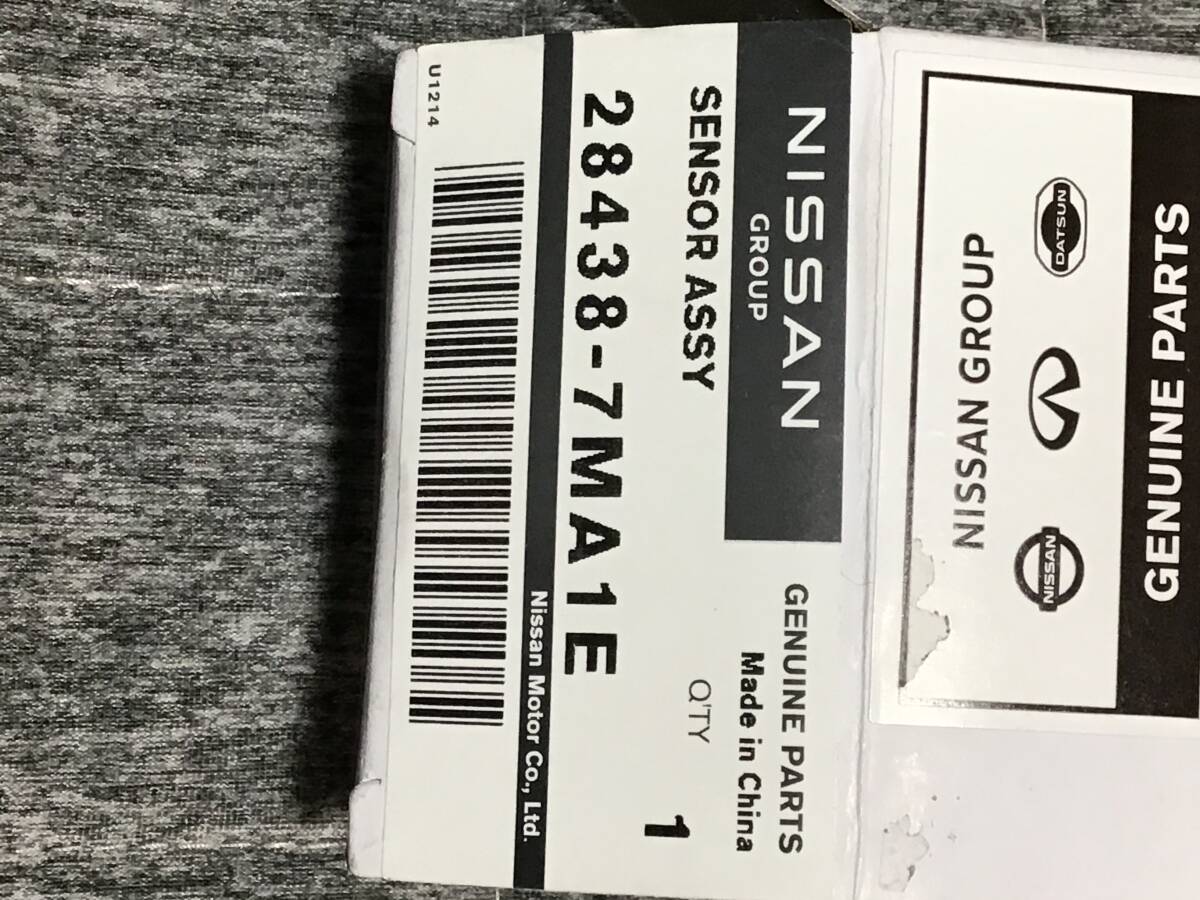 NISSAN
GROUP
GENUINE PARTS
Made in China
SENSOR ASSY
Q'TY
1
28438-7MA1E
Nissan Motor Co., Ltd.
U1214
GENUINE PARTS
DATSUN
NISSAN
NISSAN GROUP